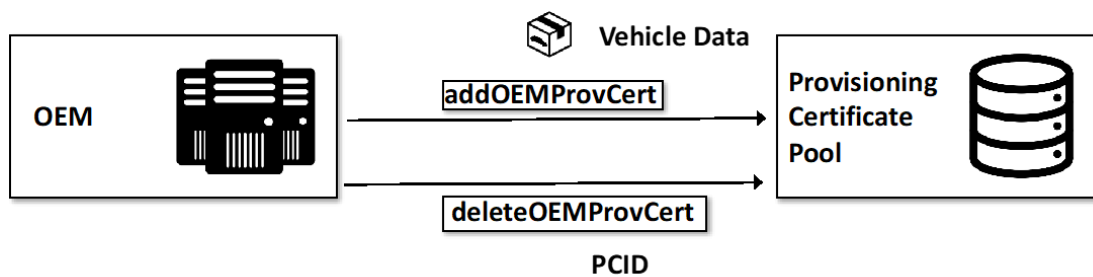 Vehicle Data
OEM
addOEMProvCert
Provisioning
Certificate
Pool
deleteOEMProvCert
PCID